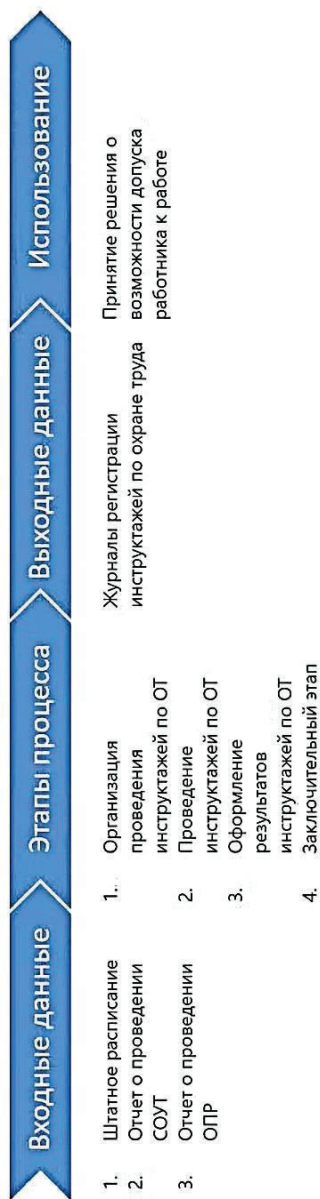 Входные данные
1. Штатное расписание
2. Отчет о проведении
СОУТ
3. Отчет о проведении
ОПР
Этапы процесса
1. Организация
проведения
инструктажей по ОТ
2. Проведение
инструктажей по ОТ
3. Оформление
результатов
инструктажей по ОТ
4. Заключительный этап
Выходные данные
Журналы регистрации
инструктажей по охране труда
Использование
Принятие решения о
возможности допуска
работника к работе